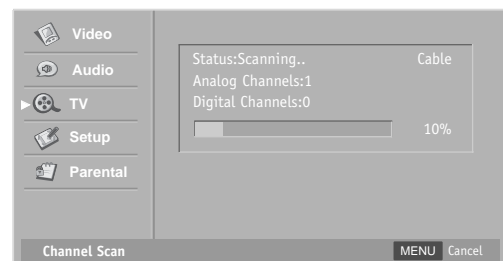 Video
Audio
TV
Setup
Parental
Status:Scanning.. Cable
Analog Channels:1
Digital Channels:0
10%
Channel Scan MENU Cancel